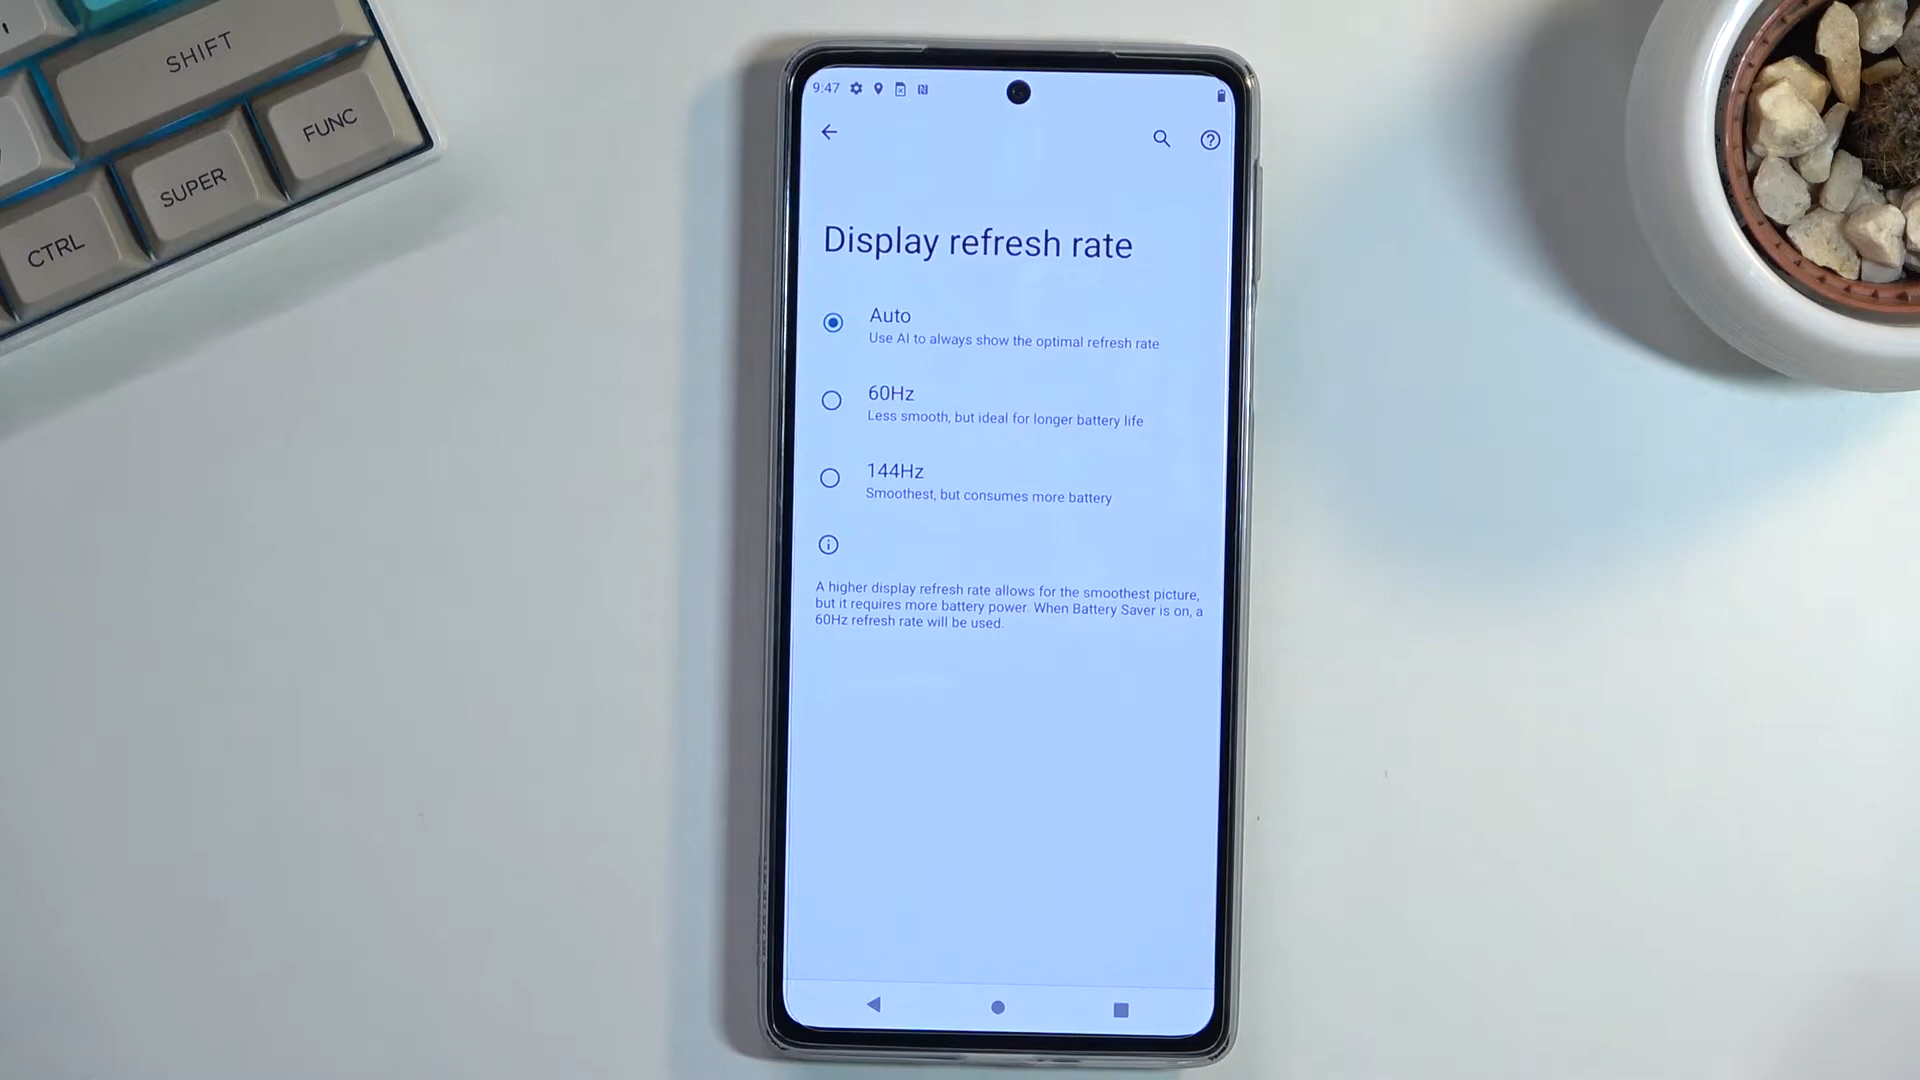 SHIFT
FUNC
SUPER
CTRL
9:47
Display refresh rate
Auto
Use AI to always show the optimal refresh rate
60Hz
Less smooth, but ideal for longer battery life
144Hz
Smoothest, but consumes more battery
A higher display refresh rate allows for the smoothest picture,
but it requires more battery power. When Battery Saver is on, a
60Hz refresh rate will be used.